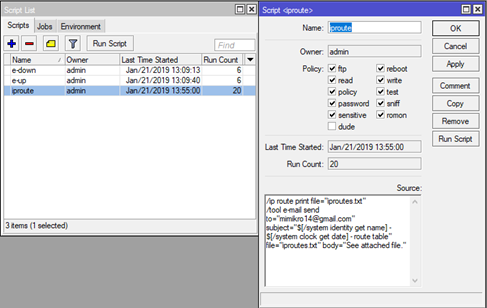 Script List
Scripts Jobs Environment
Run Script
Find
Name Owner Last Time Started Run Count
e-down admin Jan/21/2019 13:09:13 6
e-up admin Jan/21/2019 13:09:40 6
iproute admin Jan/21/2019 13:55:00 20
3 items (1 selected)
Script <iproute>
Name: iproute
Owner: admin
Policy: ftp reboot
read write
policy test
password sniff
sensitive romon
dude
Last Time Started: Jan/21/2019 13:55:00
Run Count: 20
Source:
/ip route print file="iproutes.txt"
/tool e-mail send
to="mimikro14@gmail.com"
subject="$[/system identity get name] -
$[/system clock get date] - route table"
file="iproutes.txt" body="See attached file."
OK
Cancel
Apply
Comment
Copy
Remove
Run Script